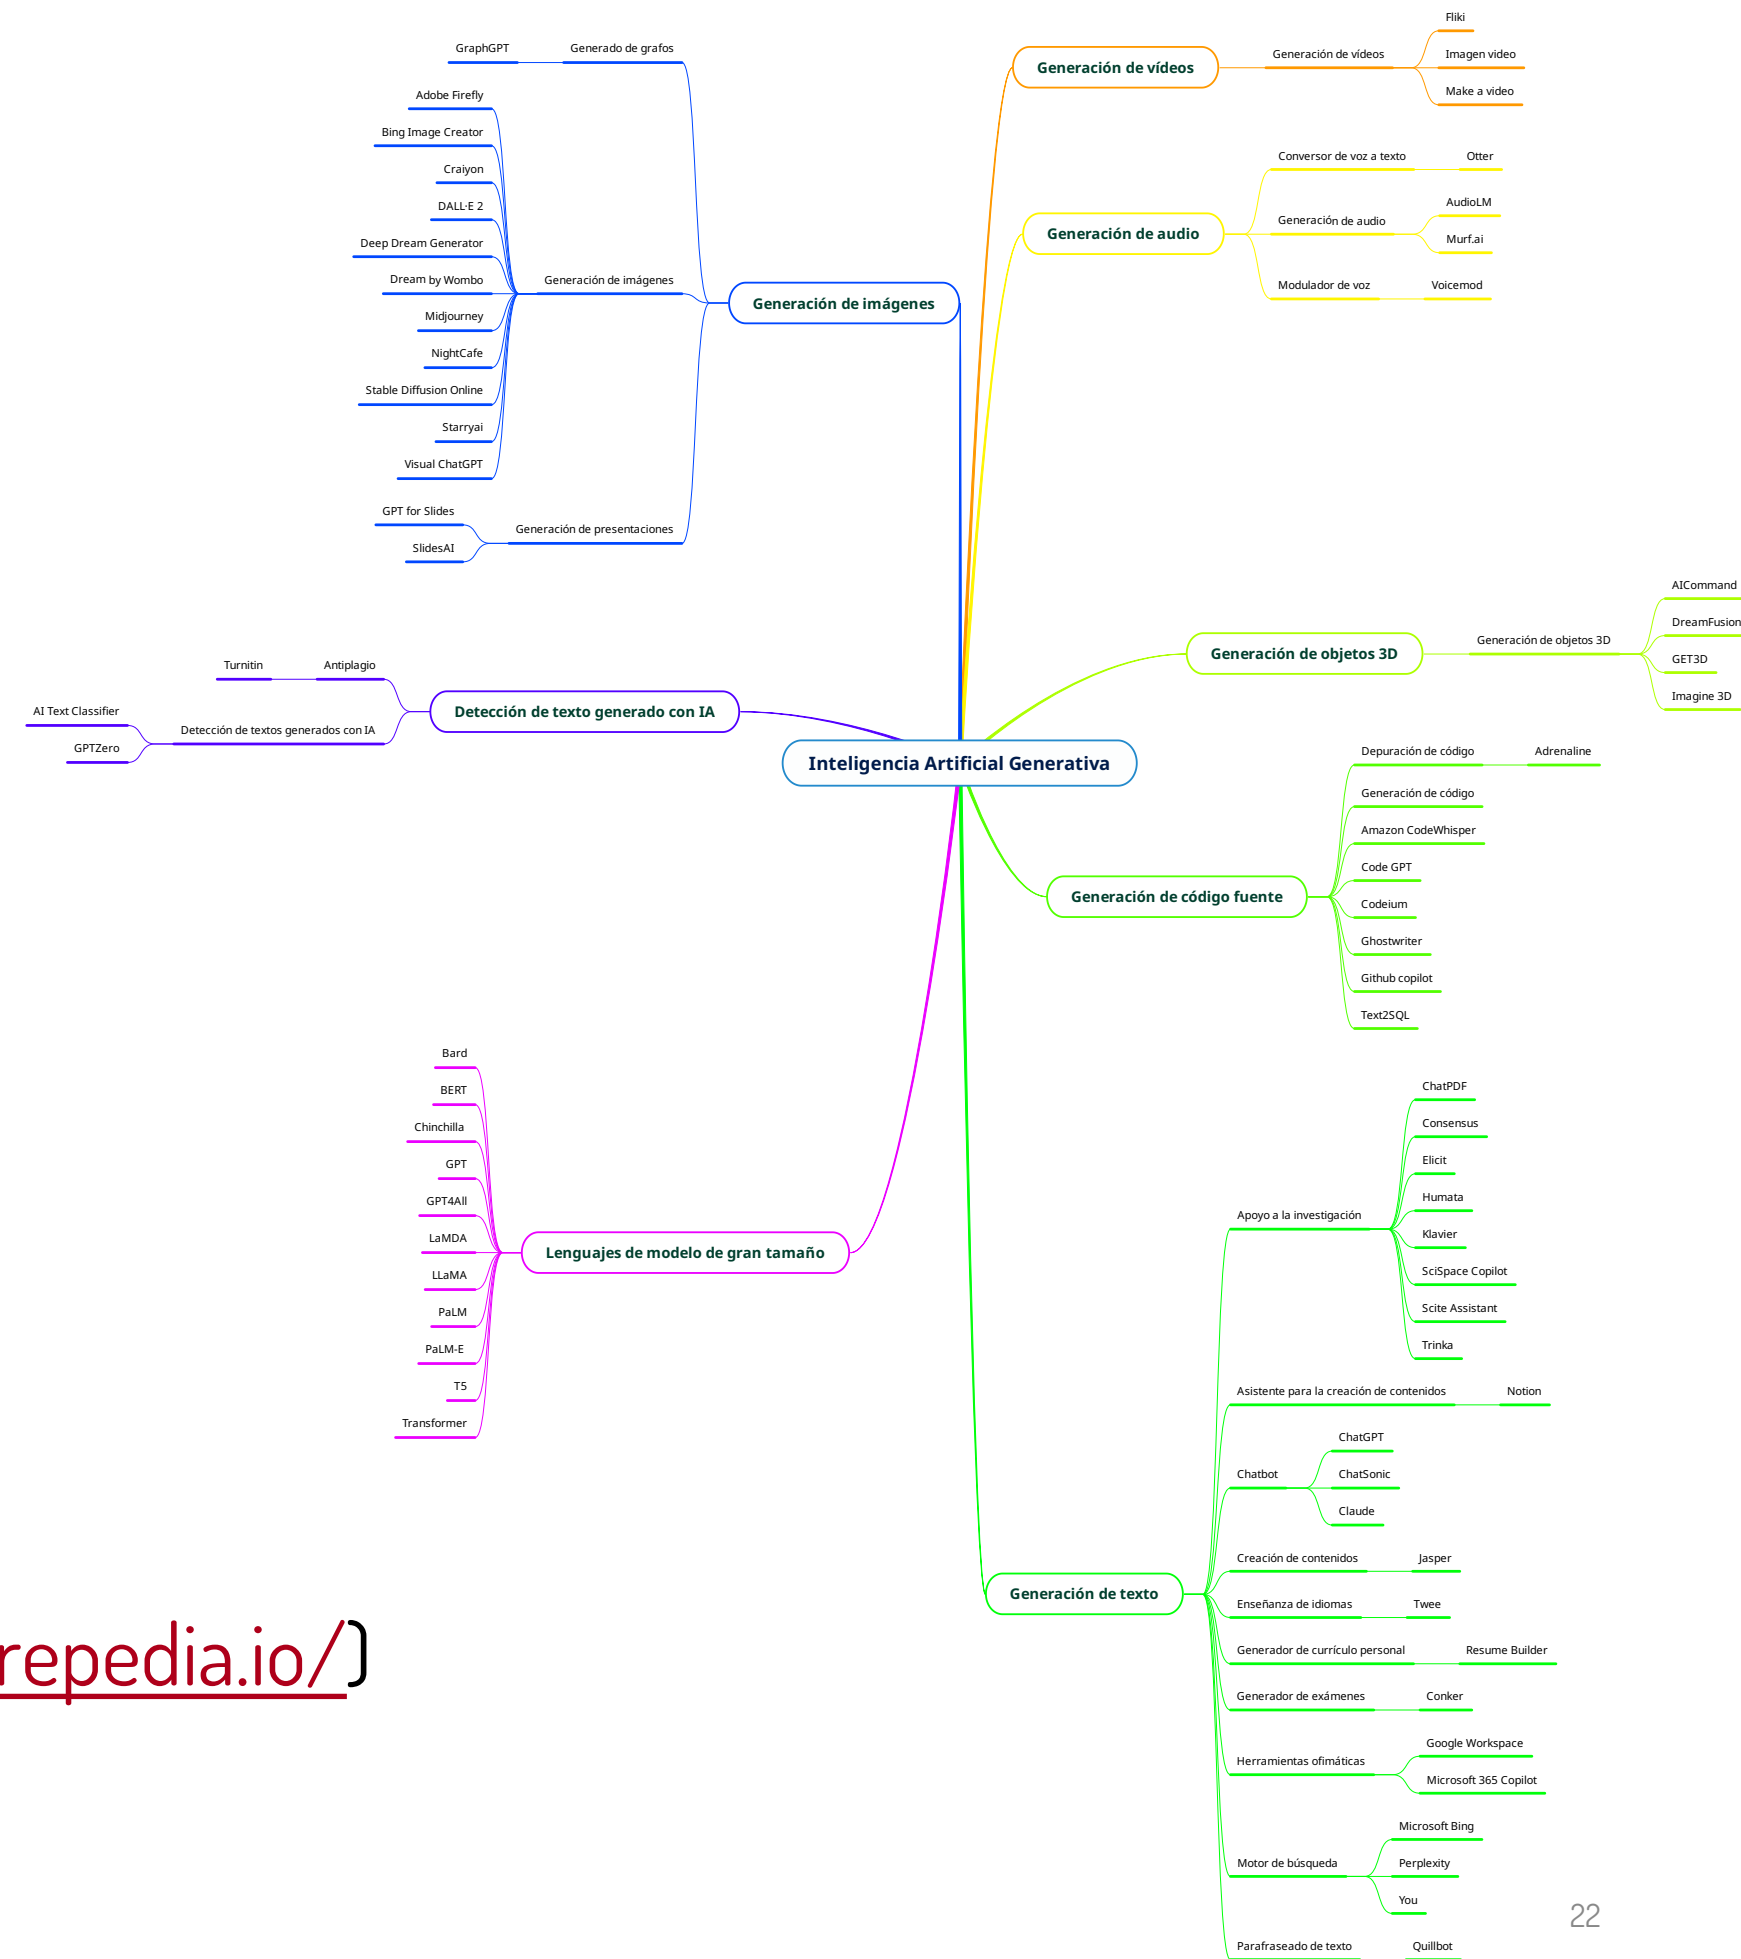 Inteligencia Artificial Generativa
Generación de imágenes
Generado de grafos
GraphGPT
Generación de imágenes
Adobe Firefly
Bing Image Creator
Craiyon
DALL·E 2
Deep Dream Generator
Dream by Wombo
Midjourney
NightCafe
Stable Diffusion Online
Starryai
Visual ChatGPT
Generación de presentaciones
GPT for Slides
SlidesAI
Detección de texto generado con IA
Antiplagio
Turnitin
Detección de textos generados con IA
AI Text Classifier
GPTZero
Lenguajes de modelo de gran tamaño
Bard
BERT
Chinchilla
GPT
GPT4All
LaMDA
LLaMA
PaLM
PaLM-E
T5
Transformer
Generación de vídeos
Generación de vídeos
Fliki
Imagen video
Make a video
Generación de audio
Conversor de voz a texto
Otter
Generación de audio
AudioLM
Murf.ai
Modulador de voz
Voicemod
Generación de objetos 3D
Generación de objetos 3D
AICommand
DreamFusion
GET3D
Imagine 3D
Generación de código fuente
Depuración de código
Adrenaline
Generación de código
Amazon CodeWhisper
Code GPT
Codeium
Ghostwriter
Github copilot
Text2SQL
Generación de texto
Apoyo a la investigación
ChatPDF
Consensus
Elicit
Humata
Klavier
SciSpace Copilot
Scite Assistant
Trinka
Asistente para la creación de contenidos
Notion
Chatbot
ChatGPT
ChatSonic
Claude
Creación de contenidos
Jasper
Enseñanza de idiomas
Twee
Generador de currículo personal
Resume Builder
Generador de exámenes
Conker
Herramientas ofimáticas
Google Workspace
Microsoft 365 Copilot
Motor de búsqueda
Microsoft Bing
Perplexity
You
Parafraseado de texto
Quillbot
repedia.io/)
22